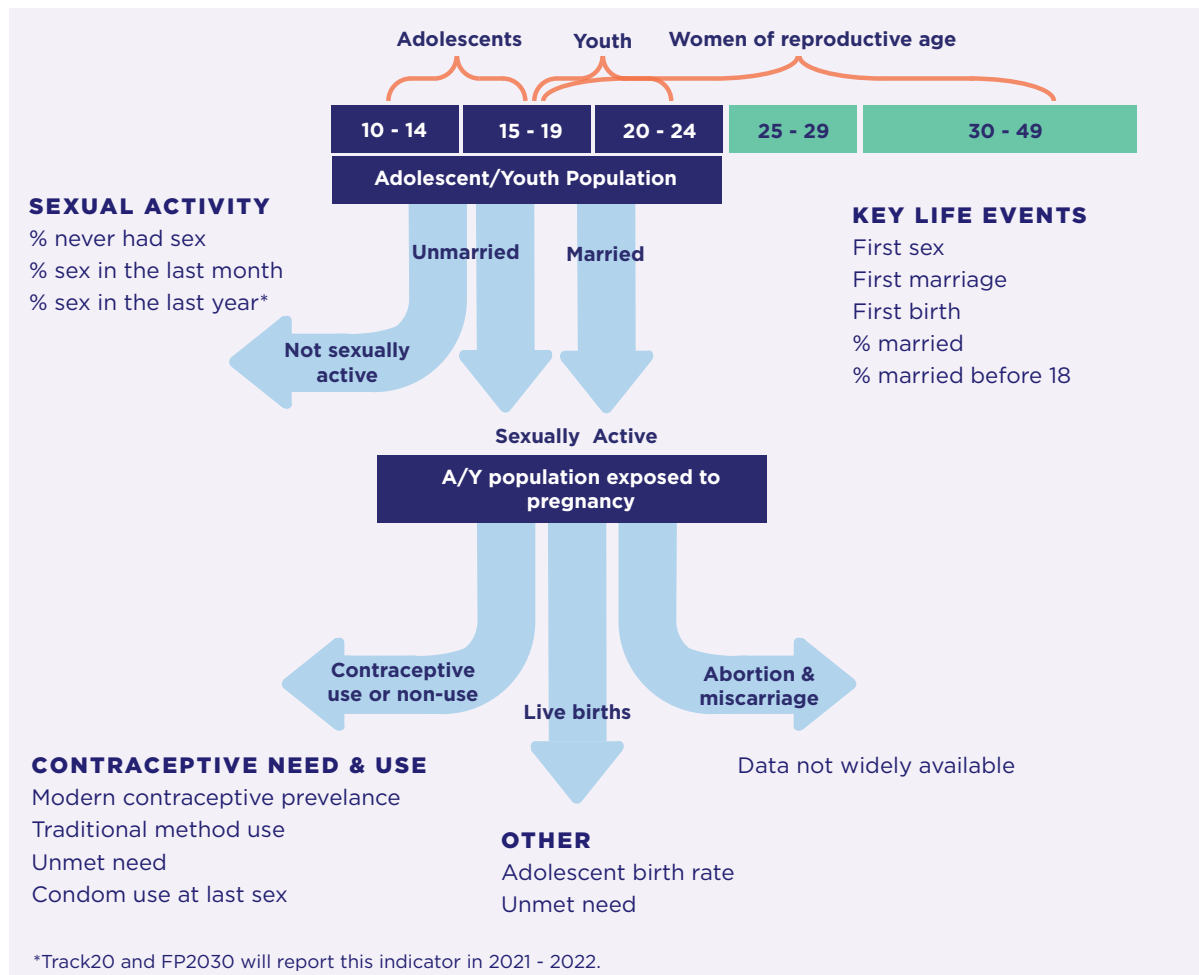 Adolescents
Youth
Women of reproductive age
10 - 14
15 - 19
20 - 24
25 - 29
30 - 49
Adolescent/Youth Population
SEXUAL ACTIVITY
% never had sex
% sex in the last month
% sex in the last year*
Unmarried
Married
KEY LIFE EVENTS
First sex
First marriage
First birth
% married
% married before 18
Not sexually
active
Sexually Active
A/Y population exposed to
pregnancy
Contraceptive
use or non-use
Live births
Abortion &
miscarriage
CONTRACEPTIVE NEED & USE
Modern contraceptive prevelance
Traditional method use
Unmet need
Condom use at last sex
Data not widely available
OTHER
Adolescent birth rate
Unmet need
*Track20 and FP2030 will report this indicator in 2021 - 2022.